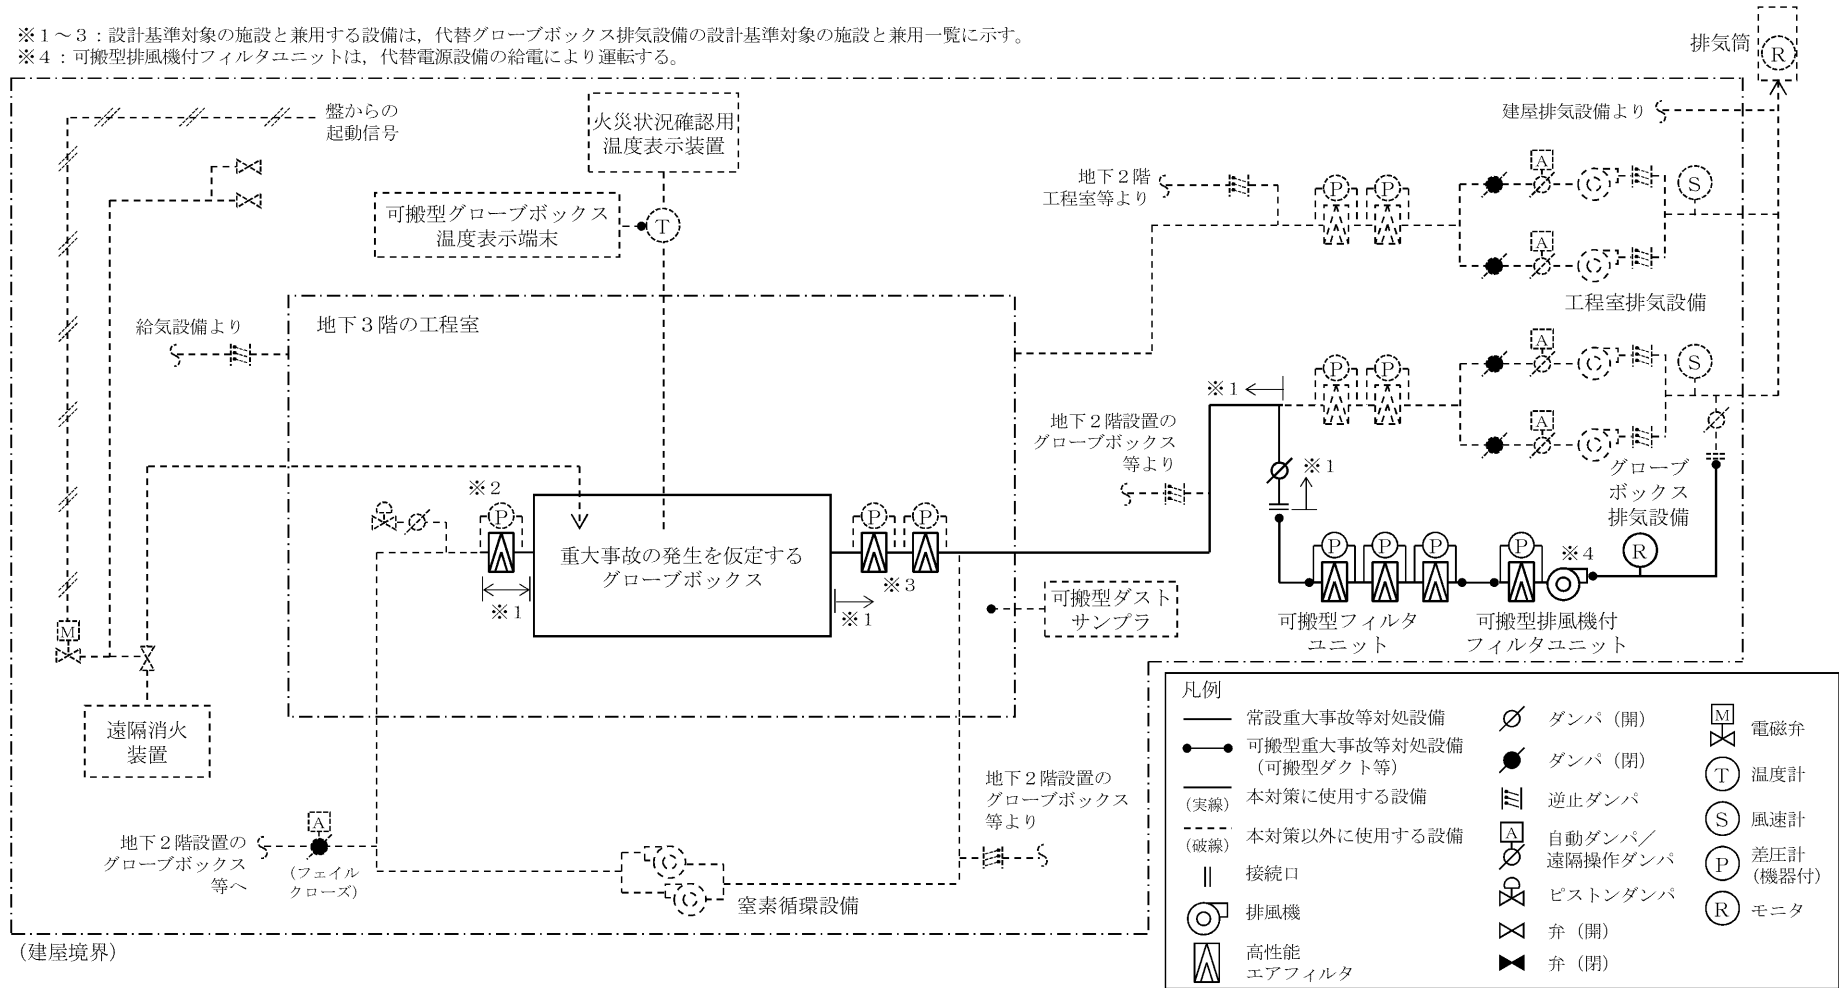 ※１～３：設計基準対象の施設と兼用する設備は，代替グローブボックス排気設備の設計基準対象の施設と兼用一覧に示す。
※４：可搬型排風機付フィルタユニットは，代替電源設備の給電により運転する。
排気筒
R
盤からの
起動信号
火災状況確認用
温度表示装置
建屋排気設備より
可搬型グローブボックス
温度表示端末
T
地下２階
工程室等より
P
P
A
S
A
工程室排気設備
給気設備より
地下３階の工程室
P
P
A
S
A
※１
地下２階設置の
グローブボックス
等より
※１
グローブ
ボックス
排気設備
※２
P
重大事故の発生を仮定する
グローブボックス
P
P
※３
※１
※１
P
P
P
P
※４
R
可搬型フィルタ
ユニット
可搬型排風機付
フィルタユニット
可搬型ダスト
サンプラ
M
遠隔消火
装置
地下２階設置の
グローブボックス
等へ
A
（フェイル
クローズ）
窒素循環設備
地下２階設置の
グローブボックス
等より
（建屋境界）
凡例
常設重大事故等対処設備
可搬型重大事故等対処設備
（可搬型ダクト等）
（実線）
本対策に使用する設備
（破線）
本対策以外に使用する設備
接続口
排風機
高性能
エアフィルタ
ダンパ（開）
ダンパ（閉）
逆止ダンパ
A
自動ダンパ／
遠隔操作ダンパ
ピストンダンパ
弁（開）
弁（閉）
M
電磁弁
T
温度計
S
風速計
P
差圧計
（機器付）
R
モニタ